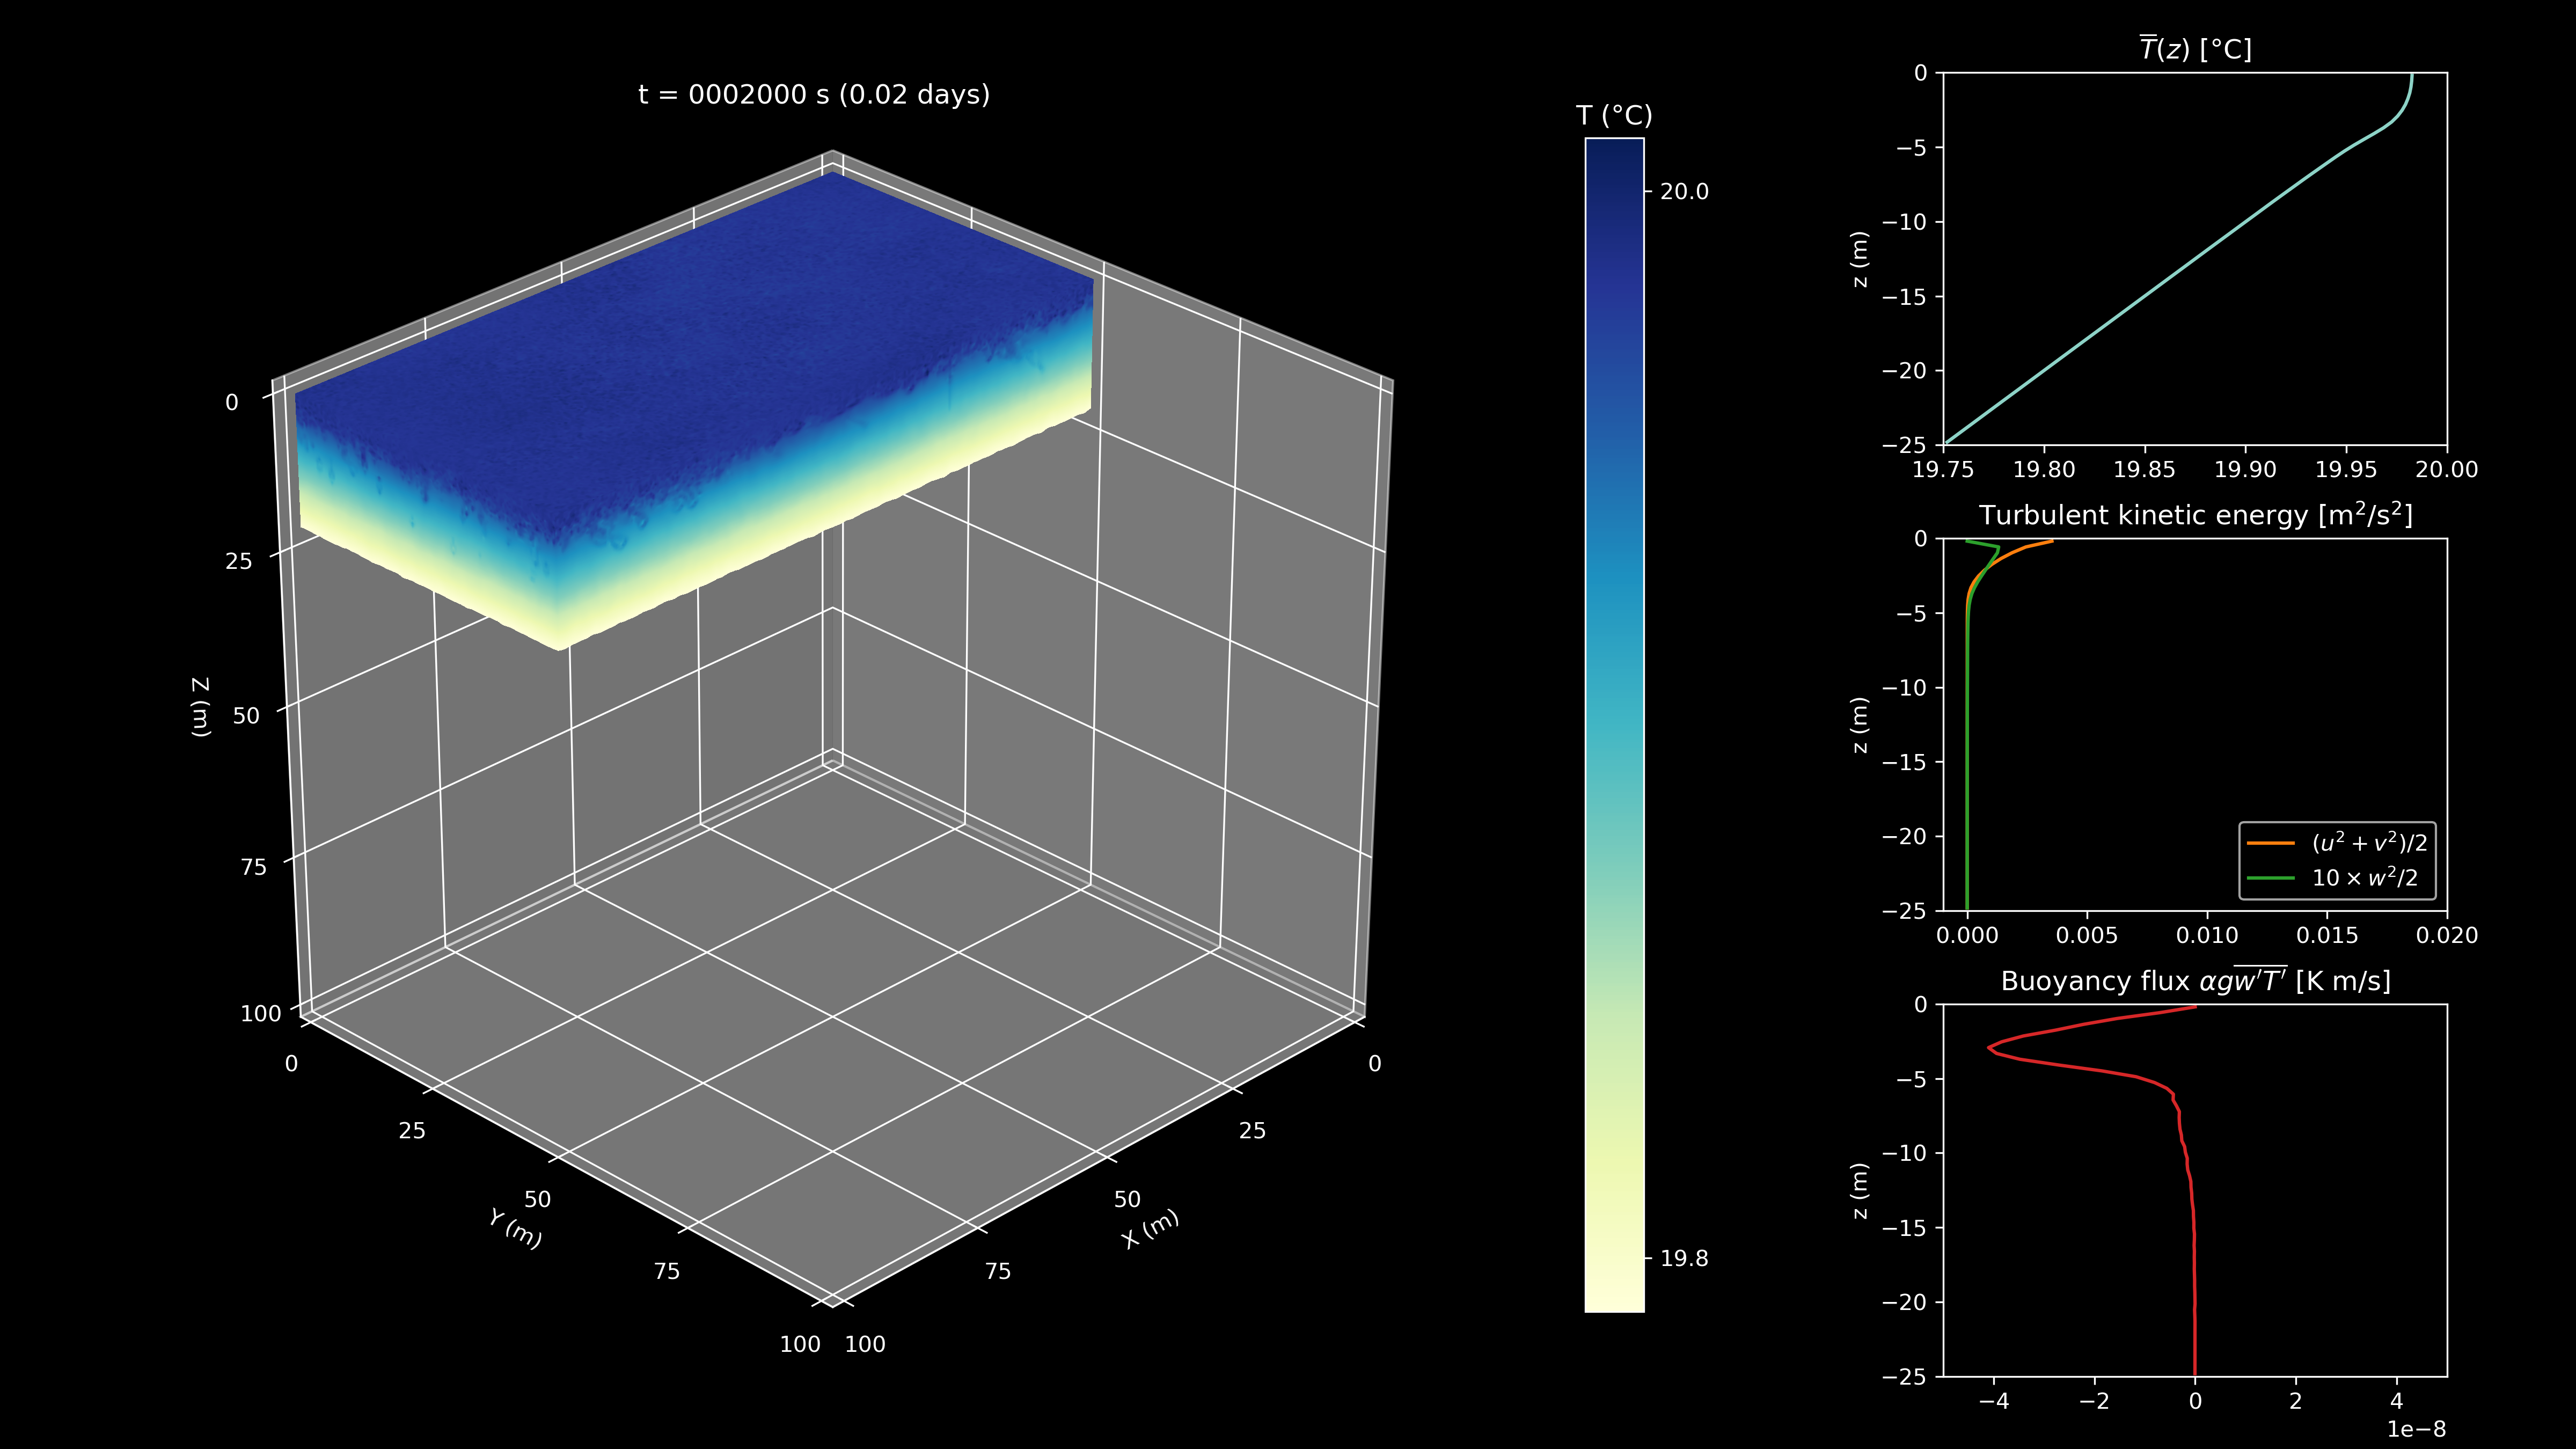 t = 0002000 s (0.02 days)
0
25
50
75
100
Z (m)
0
25
50
75
100
Y (m)
100
75
50
25
0
X (m)
T (°C)
20.0
19.8
T̅(z) [°C]
0
−5
−10
−15
−20
−25
z (m)
19.75 19.80 19.85 19.90 19.95 20.00
Turbulent kinetic energy [m²/s²]
0
−5
−10
−15
−20
−25
z (m)
(u² + v²)/2
10 × w²/2
0.000 0.005 0.010 0.015 0.020
Buoyancy flux αgw′T′ [K m/s]
0
−5
−10
−15
−20
−25
z (m)
−4 −2 0 2 4
1e−8